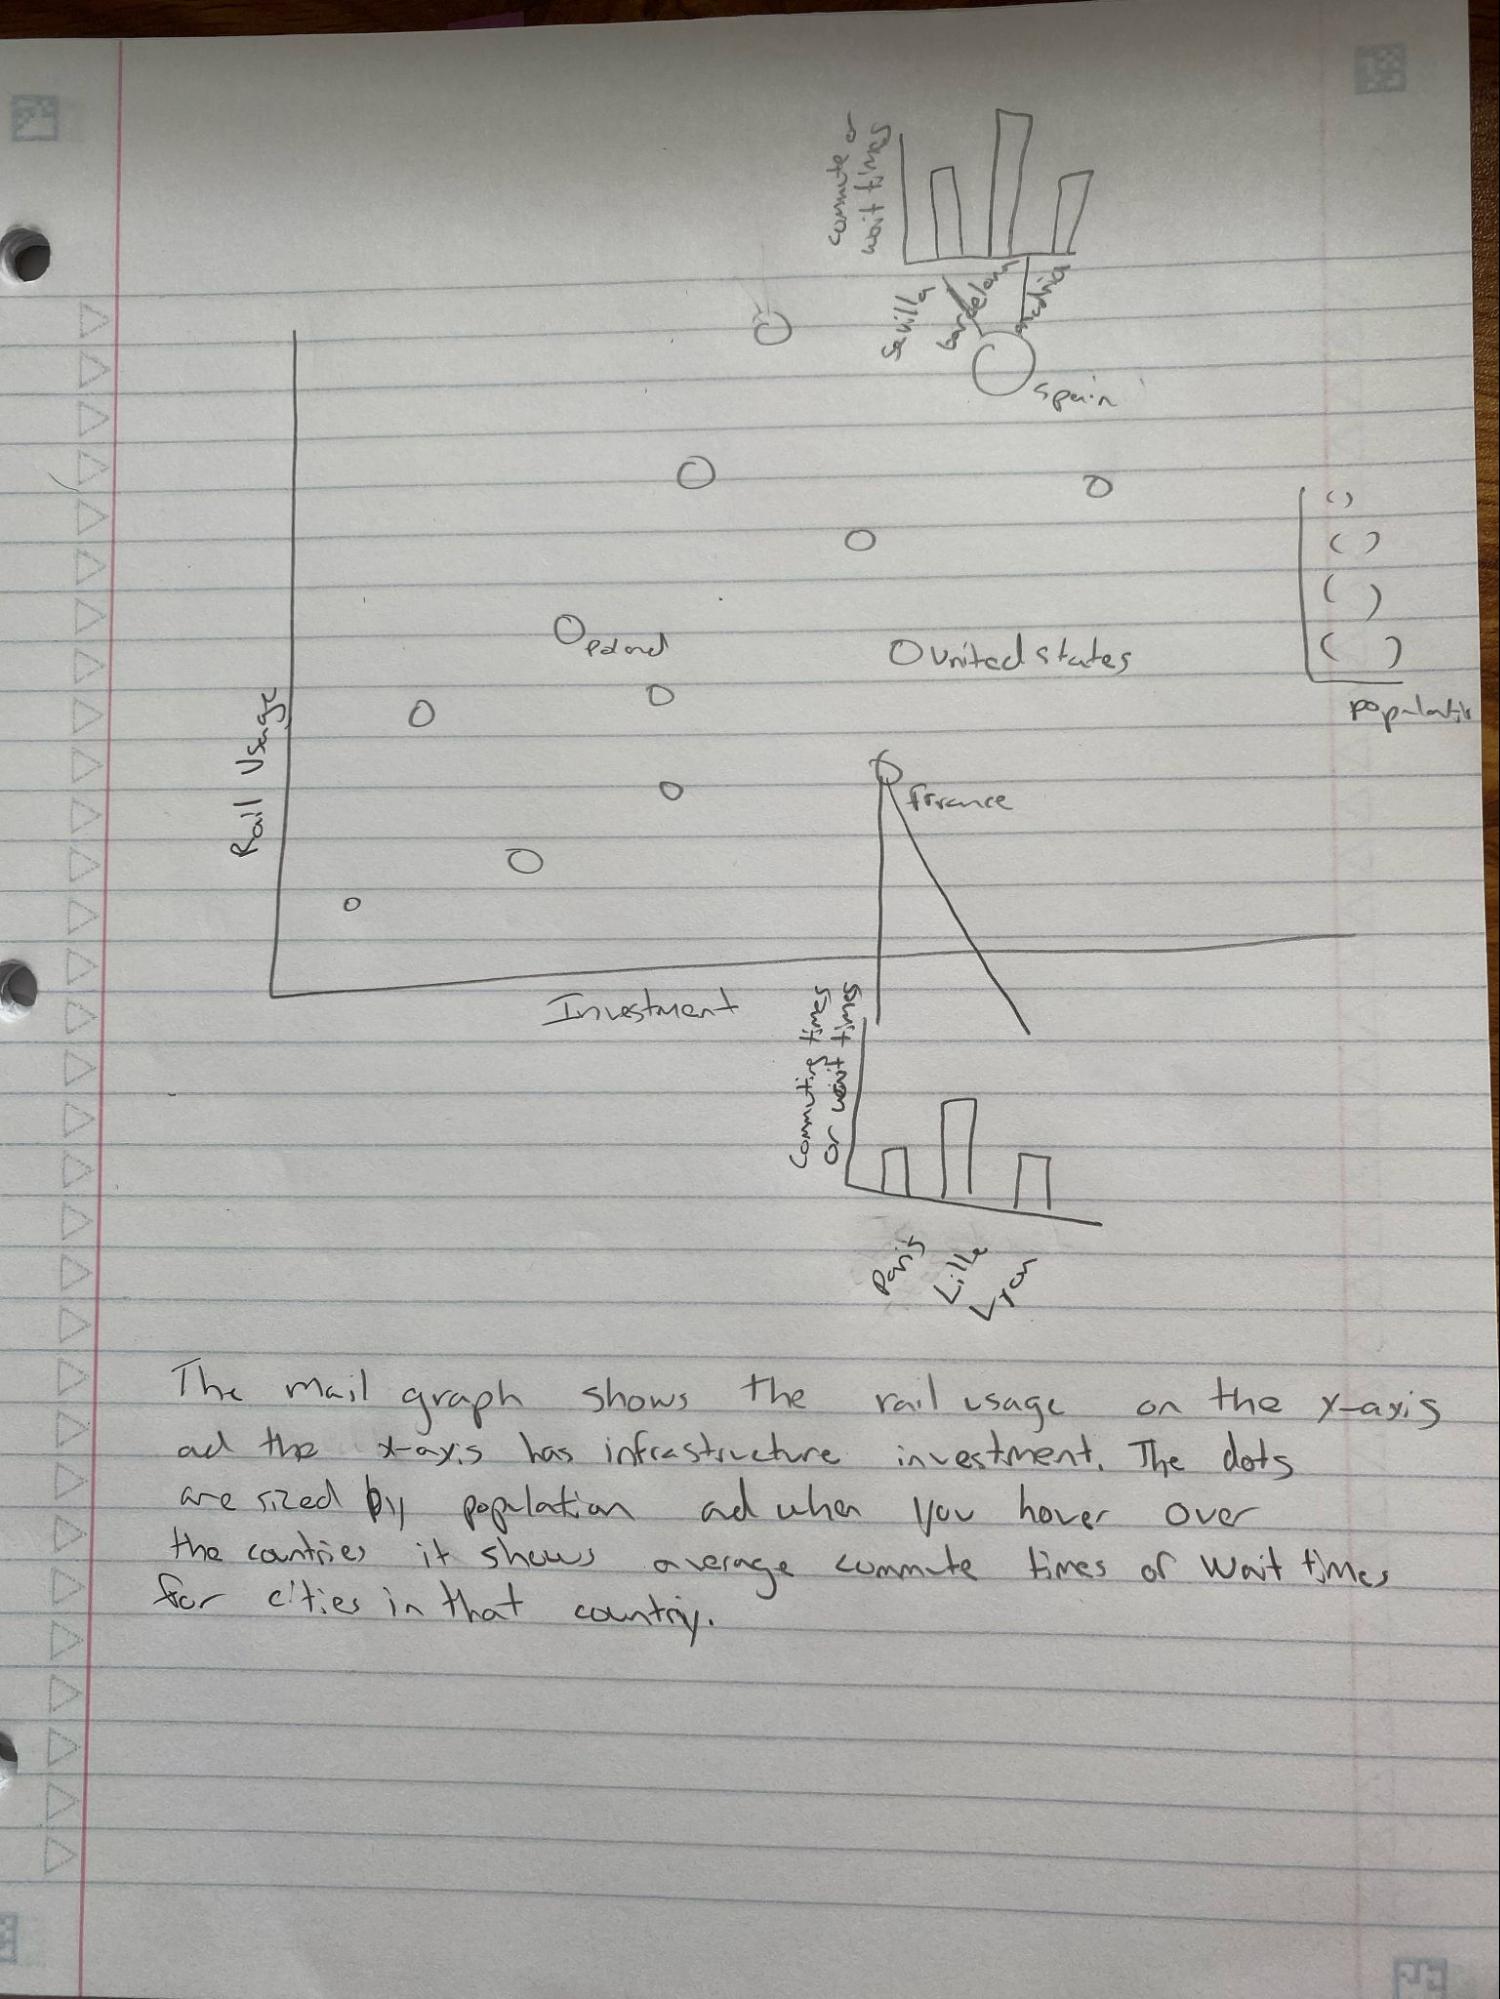 commute or
wait times
Sevilla
barcelona
madrid
spain
poland
United states
population
Rail Usage
france
Investment
Commuting times
or wait times
Paris
Lille
Lyon
The mail graph shows the rail usage on the y-axis
ad the x-axis has infrastructure investment. The dots
are sized by population ad when you hover over
the countries it shows average commute times of wait times
for cities in that country.